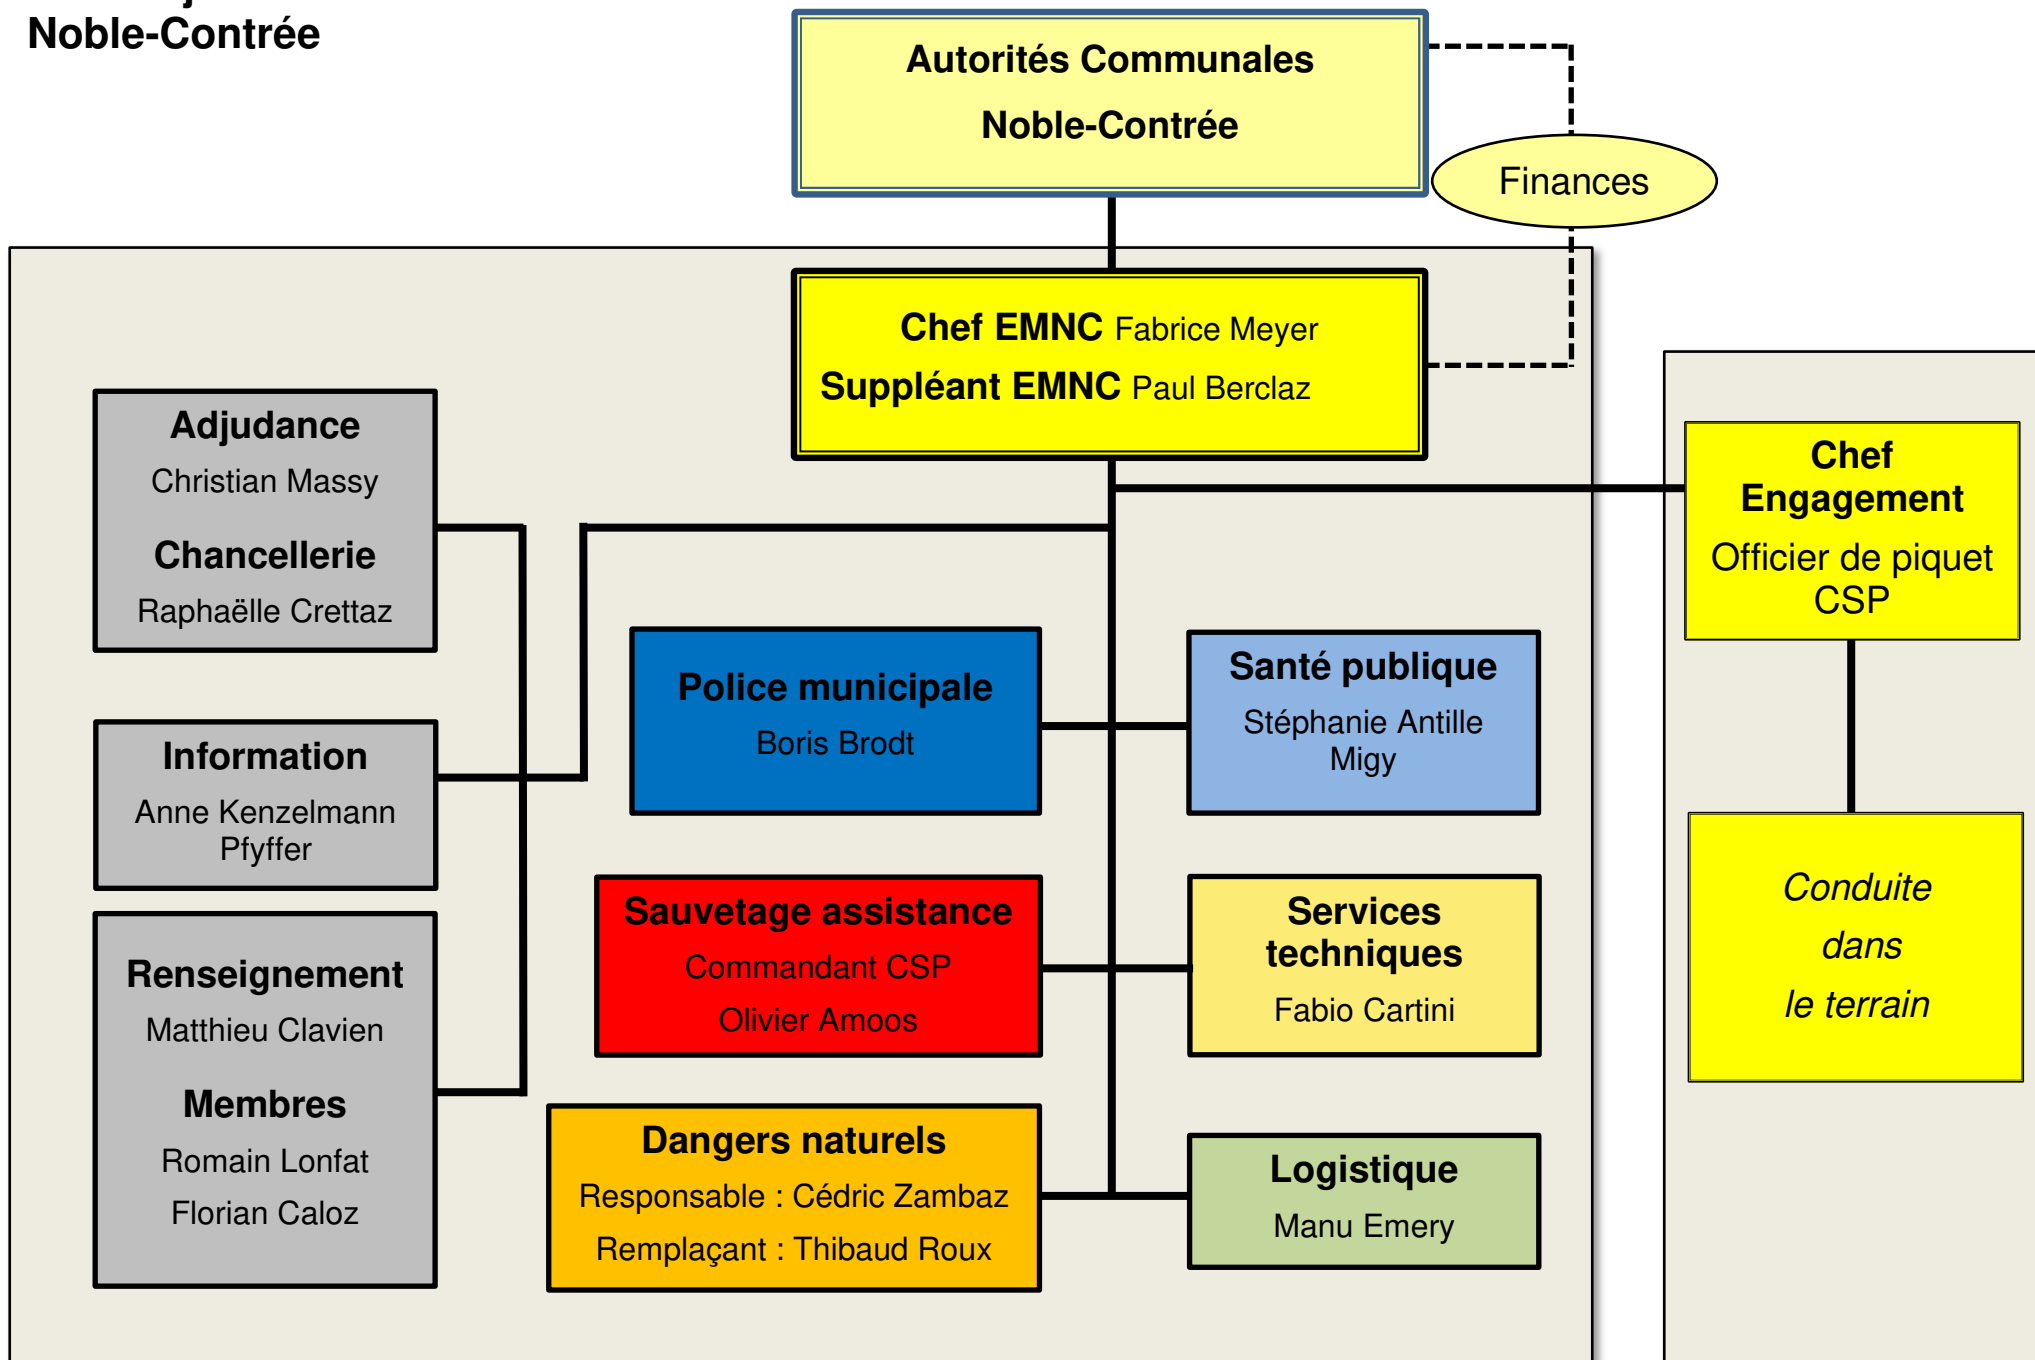 Noble-Contrée
Autorités Communales
Noble-Contrée
Finances
Chef EMNC Fabrice Meyer
Suppléant EMNC Paul Berclaz
Adjudance
Christian Massy
Chancellerie
Raphaëlle Crettaz
Information
Anne Kenzelmann
Pfyffer
Renseignement
Matthieu Clavien
Membres
Romain Lonfat
Florian Caloz
Police municipale
Boris Brodt
Santé publique
Stéphanie Antille
Migy
Sauvetage assistance
Commandant CSP
Olivier Amoos
Services
techniques
Fabio Cartini
Dangers naturels
Responsable : Cédric Zambaz
Remplaçant : Thibaud Roux
Logistique
Manu Emery
Chef
Engagement
Officier de piquet
CSP
Conduite
dans
le terrain